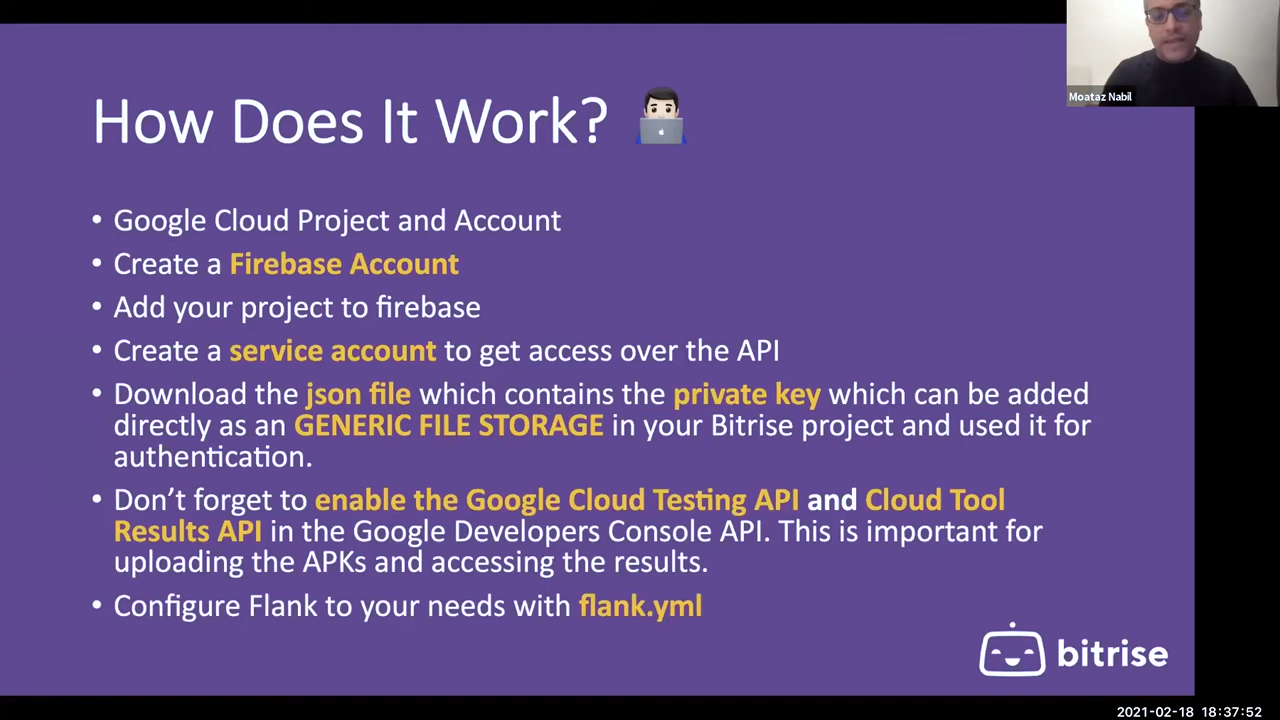 Moataz Nabil
How Does It Work?
• Google Cloud Project and Account
• Create a Firebase Account
• Add your project to firebase
• Create a service account to get access over the API
• Download the json file which contains the private key which can be added
directly as an GENERIC FILE STORAGE in your Bitrise project and used it for
authentication.
• Don’t forget to enable the Google Cloud Testing API and Cloud Tool
Results API in the Google Developers Console API. This is important for
uploading the APKs and accessing the results.
• Configure Flank to your needs with flank.yml
bitrise
2021-02-18 18:37:52